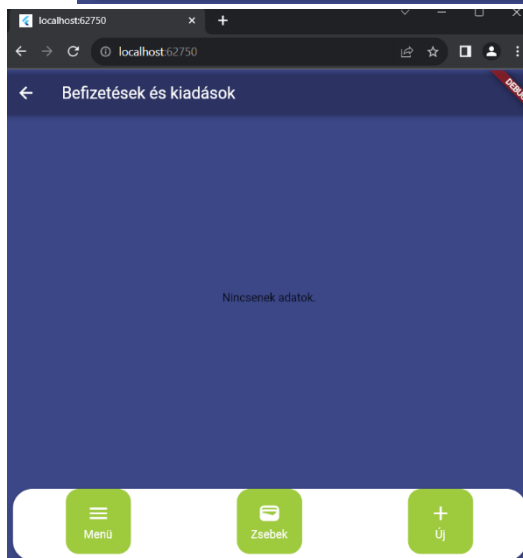 localhost:62750
localhost:62750
Befizetések és kiadások
DEBUG
Nincsenek adatok.
Menü
Zsebek
Új